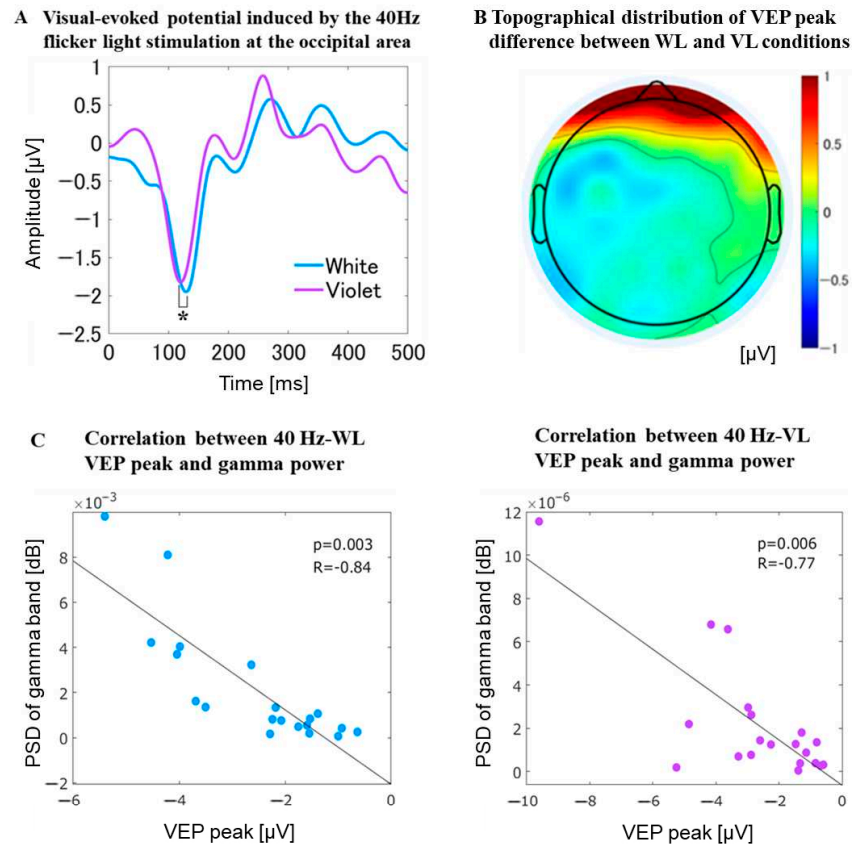 A Visual-evoked potential induced by the 40Hz
flicker light stimulation at the occipital area
1
0.5
0
−0.5
−1
−1.5
−2
−2.5
Amplitude[µV]
White
Violet
*
0 100 200 300 400 500
Time [ms]
B Topographical distribution of VEP peak
difference between WL and VL conditions
1
0.5
0
−0.5
−1
[µV]
C Correlation between 40 Hz-WL
VEP peak and gamma power
×10−3
8
6
4
2
0
−2
PSD of gamma band [dB]
p=0.003
R=-0.84
−6 −4 −2 0
VEP peak [µV]
Correlation between 40 Hz-VL
VEP peak and gamma power
×10−6
12
10
8
6
4
2
0
PSD of gamma band [dB]
p=0.006
R=-0.77
−10 −8 −6 −4 −2 0
VEP peak [µV]